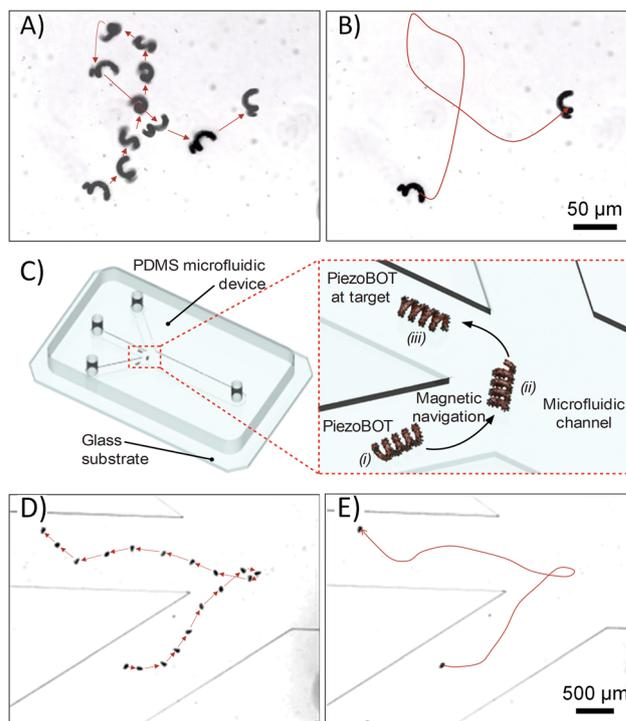 A)
B)
50 µm
C)
PDMS microfluidic
device
Glass
substrate
PiezoBOT
at target
(iii)
(ii)
Magnetic
navigation
Microfluidic
channel
PiezoBOT
(i)
D)
E)
500 µm